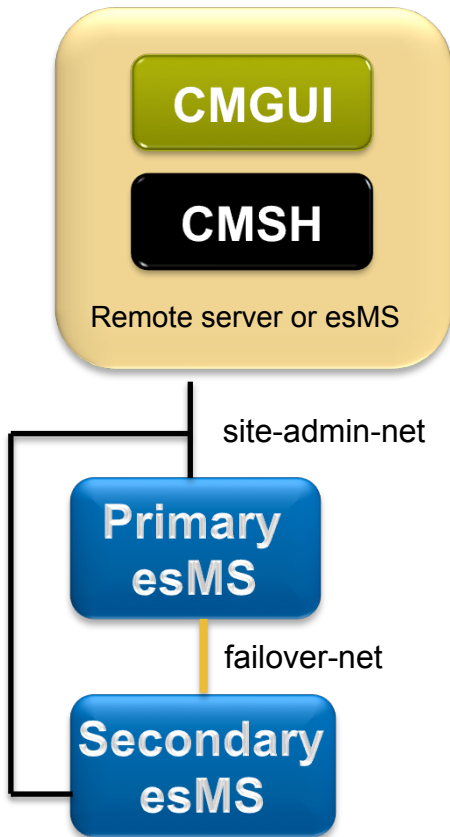 CMGUI
CMSH
Remote server or esMS
site-admin-net
Primary
esMS
failover-net
Secondary
esMS